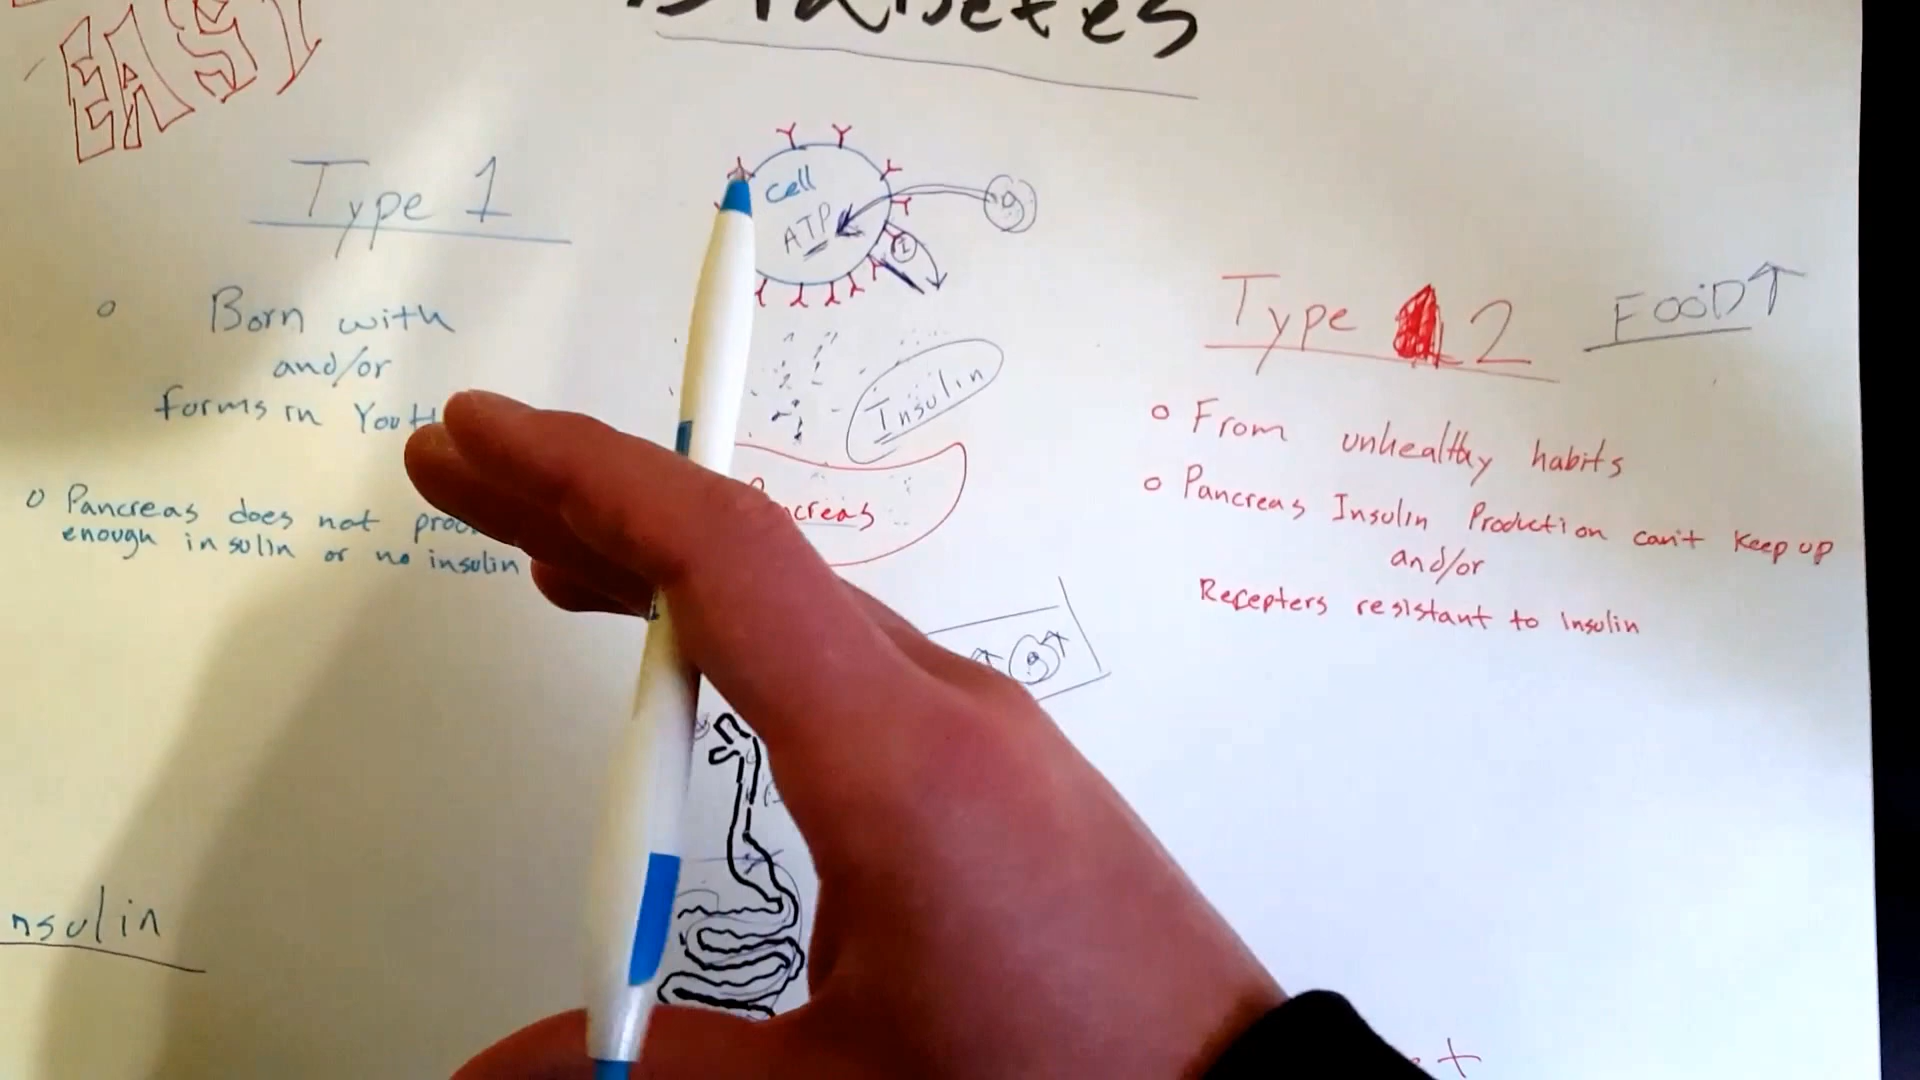 Diabetes
EASY
Type 1
Born with
and/or
forms in Youth
Pancreas does not
enough insulin or no insulin
nsulin
cell
ATP
g
I
Insulin
creas
g
Type 2
FOOD↑
From unhealthy habits
Pancreas Insulin Production can't keep up
and/or
Recepters resistant to insulin